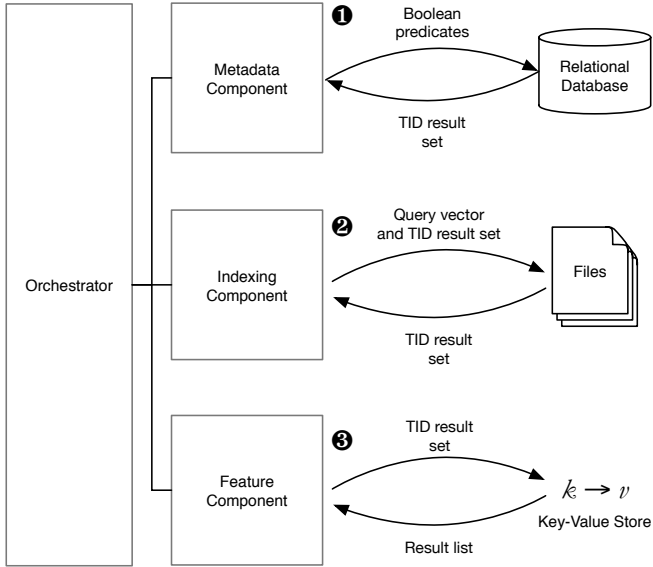 Orchestrator
❶
Metadata
Component
Boolean
predicates
TID result
set
Relational
Database
❷
Indexing
Component
Query vector
and TID result set
TID result
set
Files
❸
Feature
Component
TID result
set
Result list
k → v
Key-Value Store